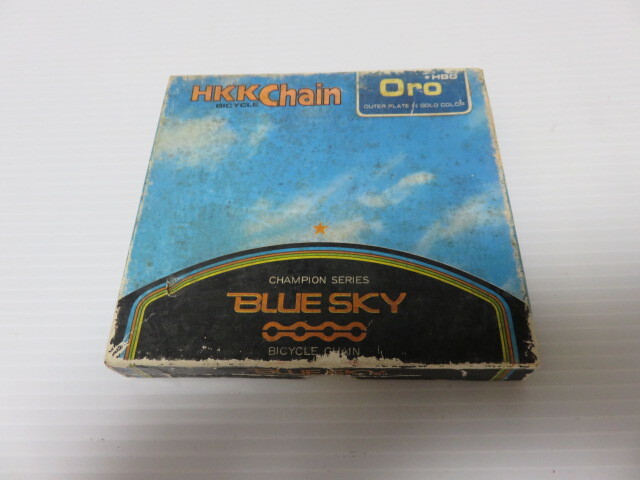 HKK Chain
BICYCLE
HBG
Oro
OUTER PLATE IN GOLD COLOR
CHAMPION SERIES
BLUE SKY
BICYCLE CHAIN